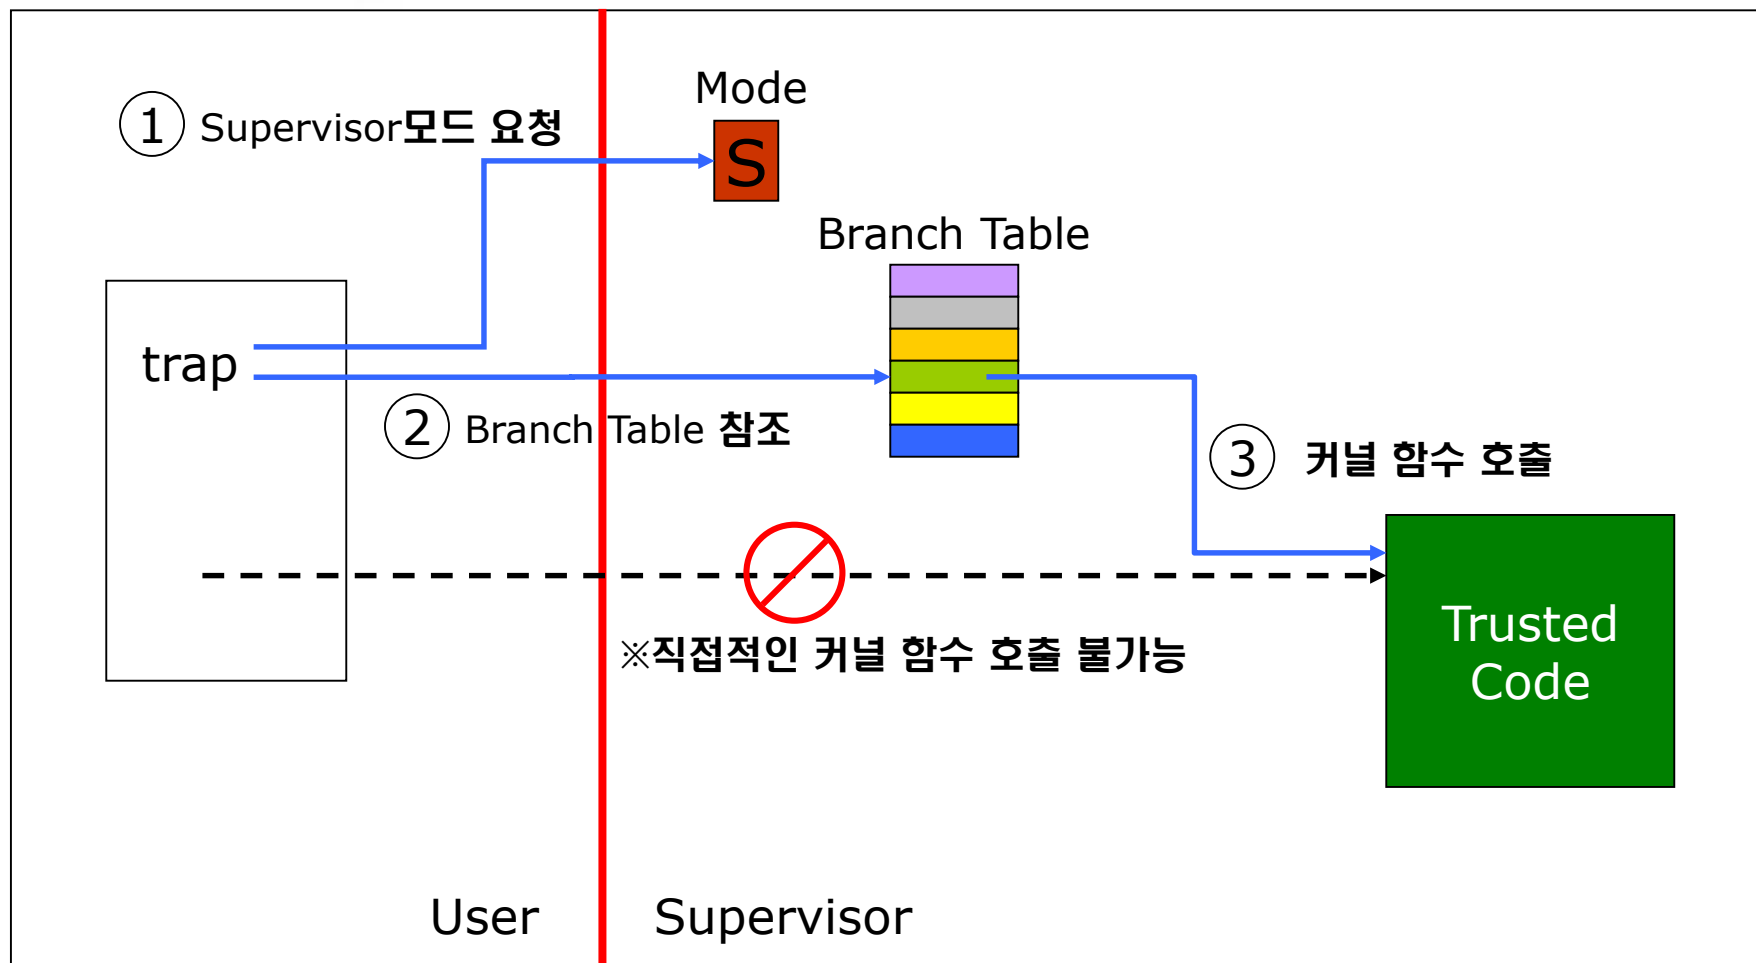 Mode
① Supervisor모드 요청
S
Branch Table
trap
② Branch Table 참조
③ 커널 함수 호출
※직접적인 커널 함수 호출 불가능
Trusted
Code
User
Supervisor